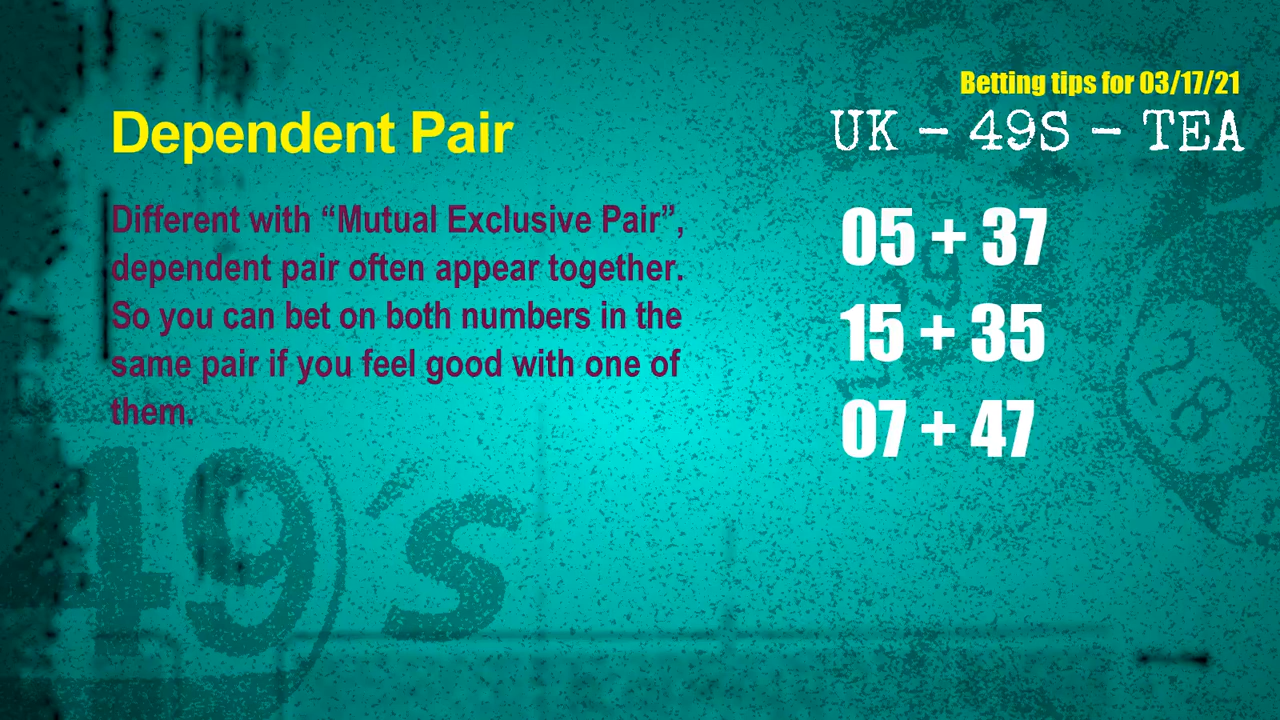 Betting tips for 03/17/21
UK - 49S - TEA
Dependent Pair
Different with “Mutual Exclusive Pair”,
dependent pair often appear together.
So you can bet on both numbers in the
same pair if you feel good with one of
them.
05 + 37
15 + 35
07 + 47
49's
28